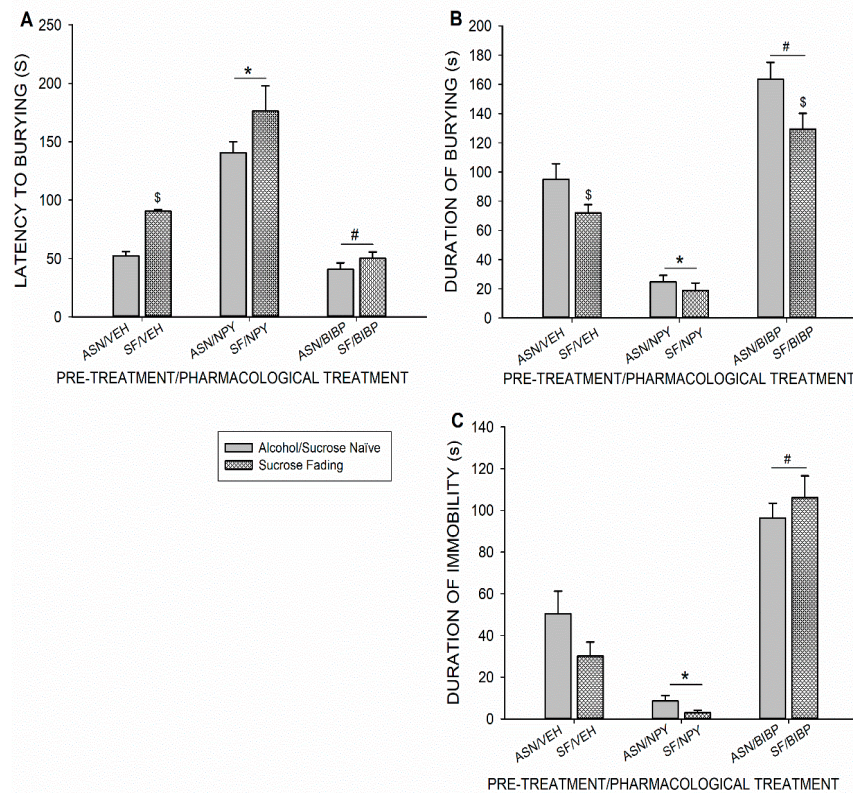 A
LATENCY TO BURYING (S)
250
200
150
100
50
0
$
*
#
ASN/VEH
SF/VEH
ASN/NPY
SF/NPY
ASN/BIBP
SF/BIBP
PRE-TREATMENT/PHARMACOLOGICAL TREATMENT
B
DURATION OF BURYING (s)
200
180
160
140
120
100
80
60
40
20
0
$
*
#
$
ASN/VEH
SF/VEH
ASN/NPY
SF/NPY
ASN/BIBP
SF/BIBP
PRE-TREATMENT/PHARMACOLOGICAL TREATMENT
Alcohol/Sucrose Naïve
Sucrose Fading
C
DURATION OF IMMOBILITY (s)
140
120
100
80
60
40
20
0
*
#
ASN/VEH
SF/VEH
ASN/NPY
SF/NPY
ASN/BIBP
SF/BIBP
PRE-TREATMENT/PHARMACOLOGICAL TREATMENT